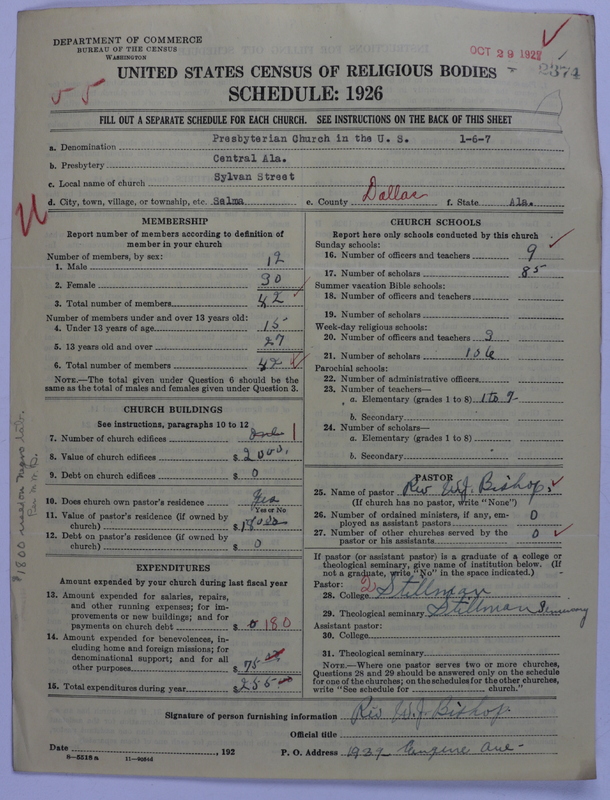 DEPARTMENT OF COMMERCE
BUREAU OF THE CENSUS
WASHINGTON
OCT 29 192
2374
UNITED STATES CENSUS OF RELIGIOUS BODIES
SCHEDULE: 1926
55
FILL OUT A SEPARATE SCHEDULE FOR EACH CHURCH. SEE INSTRUCTIONS ON THE BACK OF THIS SHEET
a. Denomination Presbyterian Church in the U. S. 1-6-7
b. Presbytery Central Ala.
c. Local name of church Sylvan Street
d. City, town, village, or township, etc. Selma e. County Dallas f. State Ala.
U
MEMBERSHIP
Report number of members according to definition of
member in your church
Number of members, by sex:
1. Male 12
2. Female 30
3. Total number of members 42
Number of members under and over 13 years old:
4. Under 13 years of age 15
5. 13 years old and over 27
6. Total number of members 42
NOTE.—The total given under Question 6 should be the
same as the total of males and females given under Question 3.
CHURCH BUILDINGS
See instructions, paragraphs 10 to 12
7. Number of church edifices 1
8. Value of church edifices $ 2000.
9. Debt on church edifices $ 0
10. Does church own pastor's residence Yes
Yes or No
11. Value of pastor's residence (if owned by
church) $ 1800
12. Debt on pastor's residence (if owned by
church) $ 0
EXPENDITURES
Amount expended by your church during last fiscal year
13. Amount expended for salaries, repairs,
and other running expenses; for im-
provements or new buildings; and for
payments on church debt $ 180
14. Amount expended for benevolences, in-
cluding home and foreign missions; for
denominational support; and for all
other purposes $ 75
15. Total expenditures during year $ 255
CHURCH SCHOOLS
Report here only schools conducted by this church
Sunday schools:
16. Number of officers and teachers 9
17. Number of scholars 85
Summer vacation Bible schools:
18. Number of officers and teachers
19. Number of scholars
Week-day religious schools:
20. Number of officers and teachers 3
21. Number of scholars 106
Parochial schools:
22. Number of administrative officers
23. Number of teachers—
a. Elementary (grades 1 to 8) 1 to 7
b. Secondary
24. Number of scholars—
a. Elementary (grades 1 to 8)
b. Secondary
PASTOR
25. Name of pastor Rev W.J. Bishop.
(If church has no pastor, write "None")
26. Number of ordained ministers, if any, em-
ployed as assistant pastors 0
27. Number of other churches served by the
pastor or his assistants 0
If pastor (or assistant pastor) is a graduate of a college or
theological seminary, give name of institution below. (If
not a graduate, write "No" in the space indicated.)
Pastor:
28. College 2 Stillman
29. Theological seminary Stillman Seminary
Assistant pastor:
30. College
31. Theological seminary
NOTE.—Where one pastor serves two or more churches,
Questions 28 and 29 should be answered only on the schedule
for one of the churches; on the schedules for the other churches,
write "See schedule for church."
Signature of person furnishing information Rev W.J. Bishop
Official title
Date , 192 P. O. Address 1939 Ave-
8—5518a 11—90544
$1800 used on Negro tab.